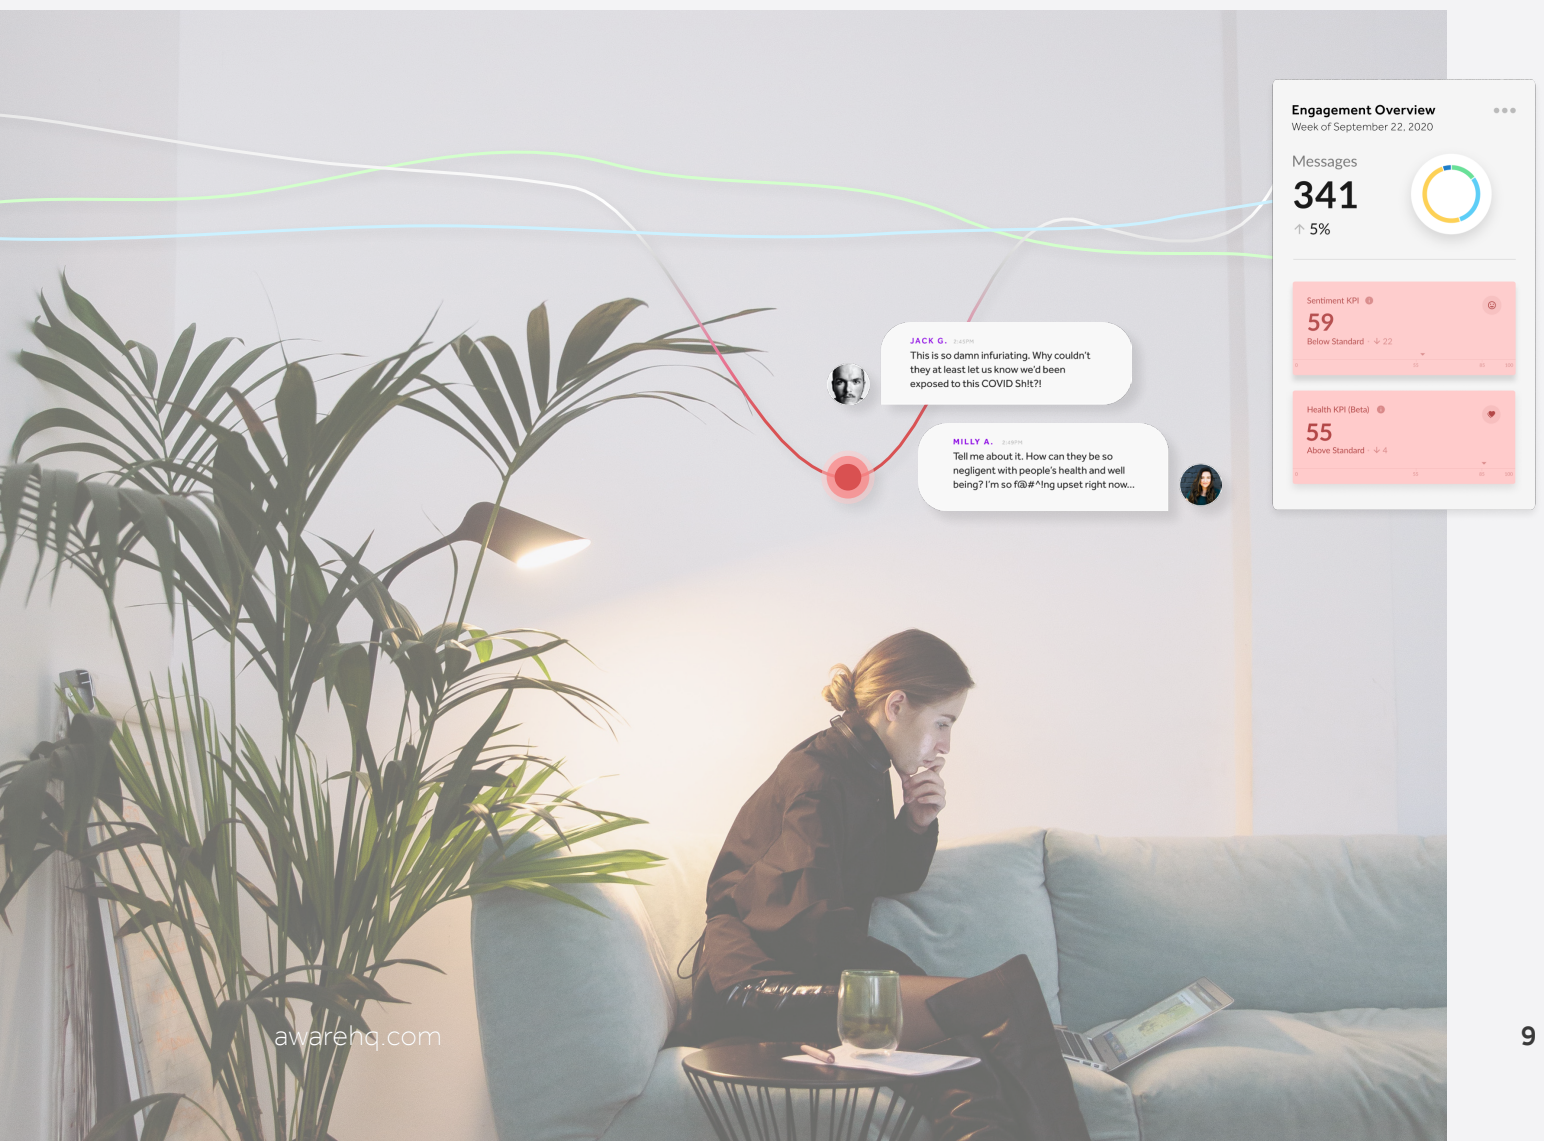 Engagement Overview
Week of September 22, 2020
Messages
341
5%
Sentiment KPI
59
Below Standard · ↓ 22
Health KPI (Beta)
55
Above Standard · ↓ 4
JACK G.
This is so damn infuriating. Why couldn't
they at least let us know we'd been
exposed to this COVID Sh!t?!
MILLY A.
Tell me about it. How can they be so
negligent with people's health and well
being? I'm so f@#^!ng upset right now...
awarehq.com
9